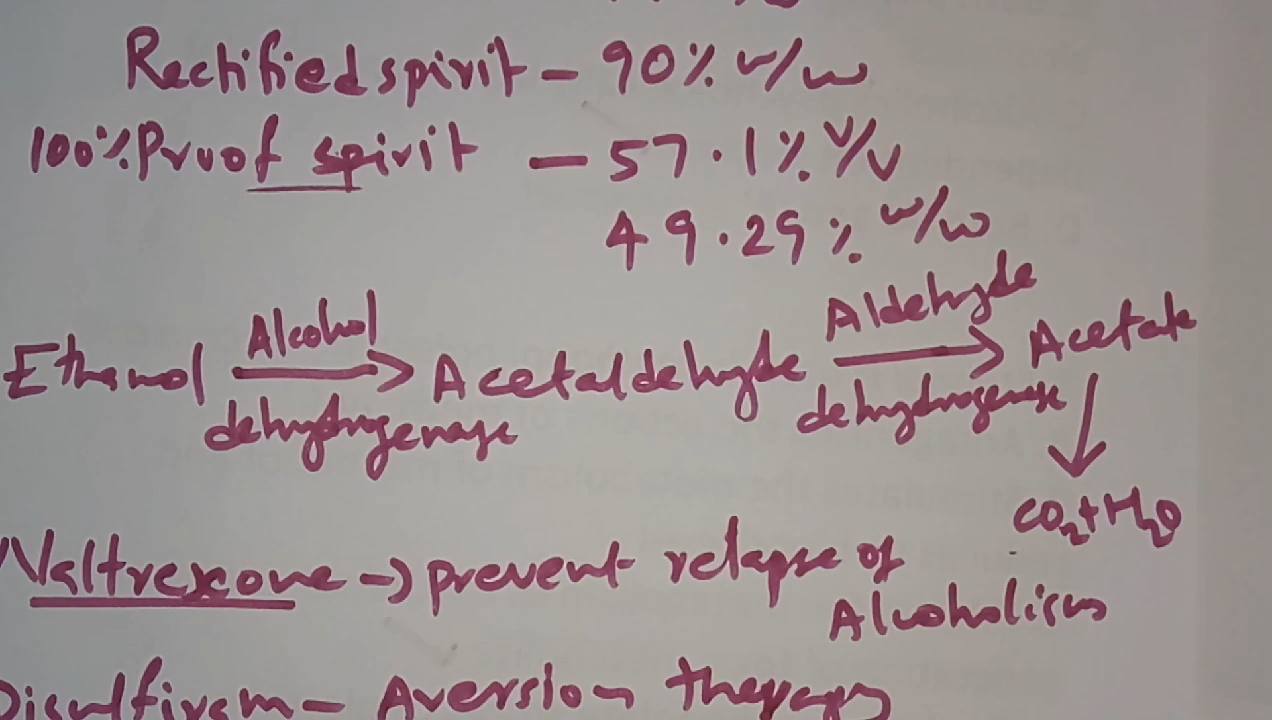 Rectified spirit – 90% v/w
100% Proof spirit – 57.1% v/v
49.29% w/w
Ethanol Alcohol dehydrogenase → Acetaldehyde Aldehyde dehydrogenase → Acetate
↓
CO2+H2O
Naltrexone → prevent relapse of
Alcoholism
Disulfiram – Aversion therapy